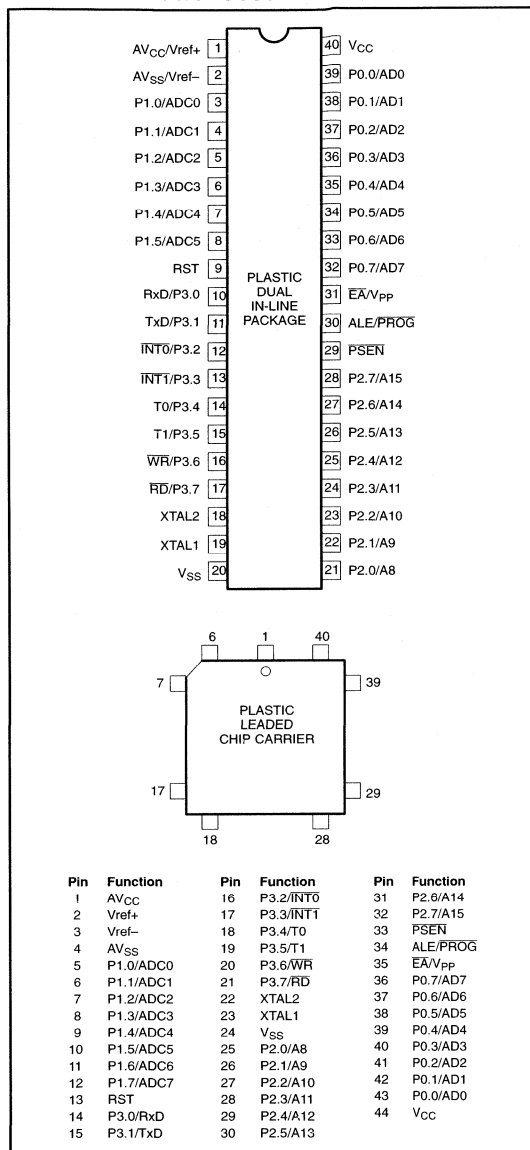 AVCC/Vref+ 1 40 VCC
AVSS/Vref– 2 39 P0.0/AD0
P1.0/ADC0 3 38 P0.1/AD1
P1.1/ADC1 4 37 P0.2/AD2
P1.2/ADC2 5 36 P0.3/AD3
P1.3/ADC3 6 35 P0.4/AD4
P1.4/ADC4 7 34 P0.5/AD5
P1.5/ADC5 8 33 P0.6/AD6
RST 9 32 P0.7/AD7
PLASTIC
DUAL
IN-LINE
PACKAGE
RxD/P3.0 10 31 EA/VPP
TxD/P3.1 11 30 ALE/PROG
INT0/P3.2 12 29 PSEN
INT1/P3.3 13 28 P2.7/A15
T0/P3.4 14 27 P2.6/A14
T1/P3.5 15 26 P2.5/A13
WR/P3.6 16 25 P2.4/A12
RD/P3.7 17 24 P2.3/A11
XTAL2 18 23 P2.2/A10
XTAL1 19 22 P2.1/A9
VSS 20 21 P2.0/A8
6 1 40
7 39
PLASTIC
LEADED
CHIP CARRIER
17 29
18 28
Pin Function Pin Function Pin Function
1 AVCC 16 P3.2/INT0 31 P2.6/A14
2 Vref+ 17 P3.3/INT1 32 P2.7/A15
3 Vref– 18 P3.4/T0 33 PSEN
4 AVSS 19 P3.5/T1 34 ALE/PROG
5 P1.0/ADC0 20 P3.6/WR 35 EA/VPP
6 P1.1/ADC1 21 P3.7/RD 36 P0.7/AD7
7 P1.2/ADC2 22 XTAL2 37 P0.6/AD6
8 P1.3/ADC3 23 XTAL1 38 P0.5/AD5
9 P1.4/ADC4 24 VSS 39 P0.4/AD4
10 P1.5/ADC5 25 P2.0/A8 40 P0.3/AD3
11 P1.6/ADC6 26 P2.1/A9 41 P0.2/AD2
12 P1.7/ADC7 27 P2.2/A10 42 P0.1/AD1
13 RST 28 P2.3/A11 43 P0.0/AD0
14 P3.0/RxD 29 P2.4/A12 44 VCC
15 P3.1/TxD 30 P2.5/A13